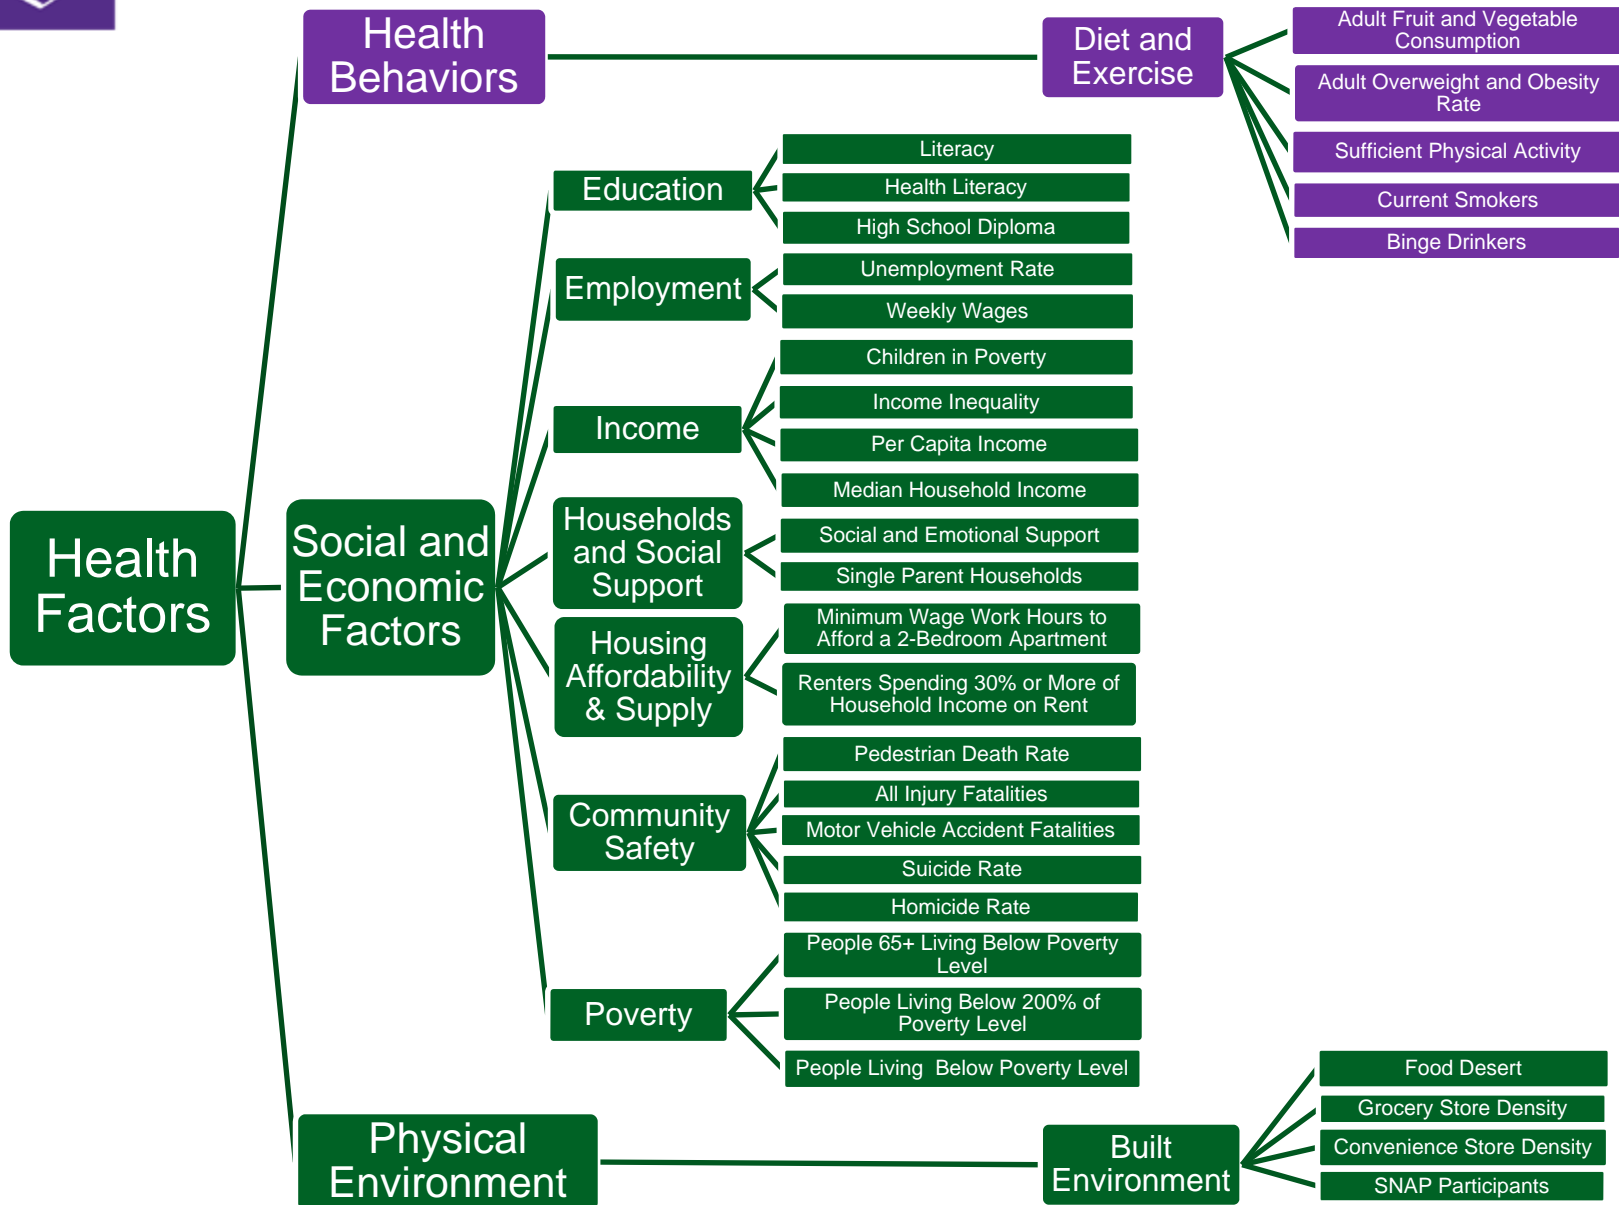 Health
Behaviors
Diet and
Exercise
Adult Fruit and Vegetable
Consumption
Adult Overweight and Obesity
Rate
Sufficient Physical Activity
Current Smokers
Binge Drinkers
Health
Factors
Social and
Economic
Factors
Education
Literacy
Health Literacy
High School Diploma
Employment
Unemployment Rate
Weekly Wages
Income
Children in Poverty
Income Inequality
Per Capita Income
Median Household Income
Households
and Social
Support
Social and Emotional Support
Single Parent Households
Housing
Affordability
& Supply
Minimum Wage Work Hours to
Afford a 2-Bedroom Apartment
Renters Spending 30% or More of
Household Income on Rent
Community
Safety
Pedestrian Death Rate
All Injury Fatalities
Motor Vehicle Accident Fatalities
Suicide Rate
Homicide Rate
Poverty
People 65+ Living Below Poverty
Level
People Living Below 200% of
Poverty Level
People Living  Below Poverty Level
Physical
Environment
Built
Environment
Food Desert
Grocery Store Density
Convenience Store Density
SNAP Participants